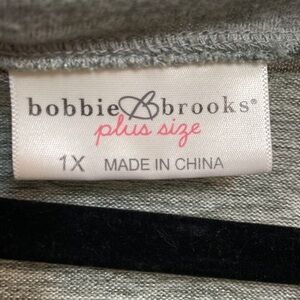 bobbie B brooks®
plus size
1X MADE IN CHINA